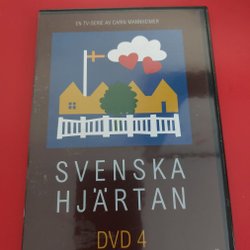 EN TV-SERIE AV CARIN MANNHEIMER
SVENSKA
HJÄRTAN
DVD 4